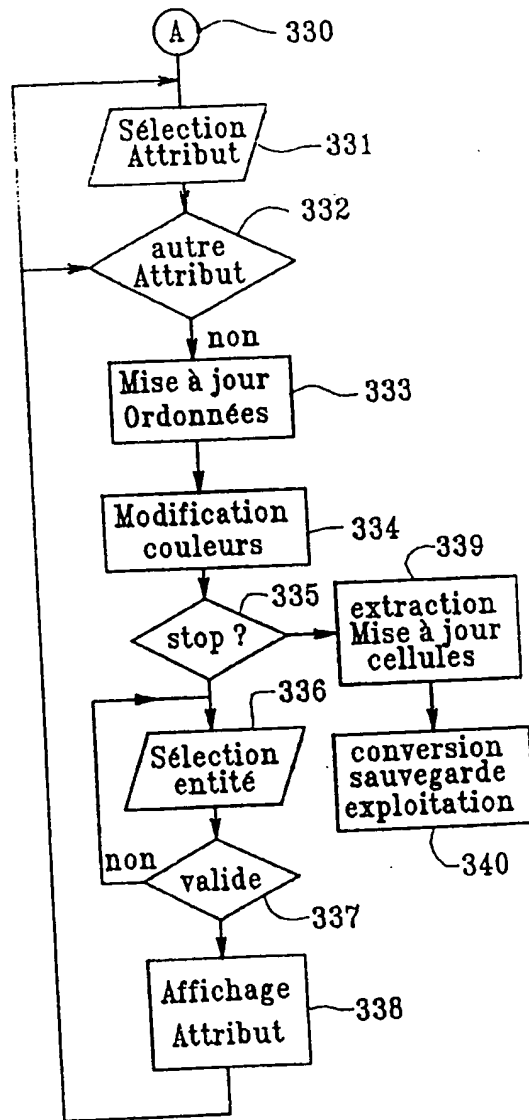 A
330
Sélection
Attribut
331
332
autre
Attribut
non
Mise à jour
Ordonnées
333
Modification
couleurs
334
335
stop ?
339
extraction
Mise à jour
cellules
336
Sélection
entité
conversion
sauvegarde
exploitation
340
non
valide
337
Affichage
Attribut
338